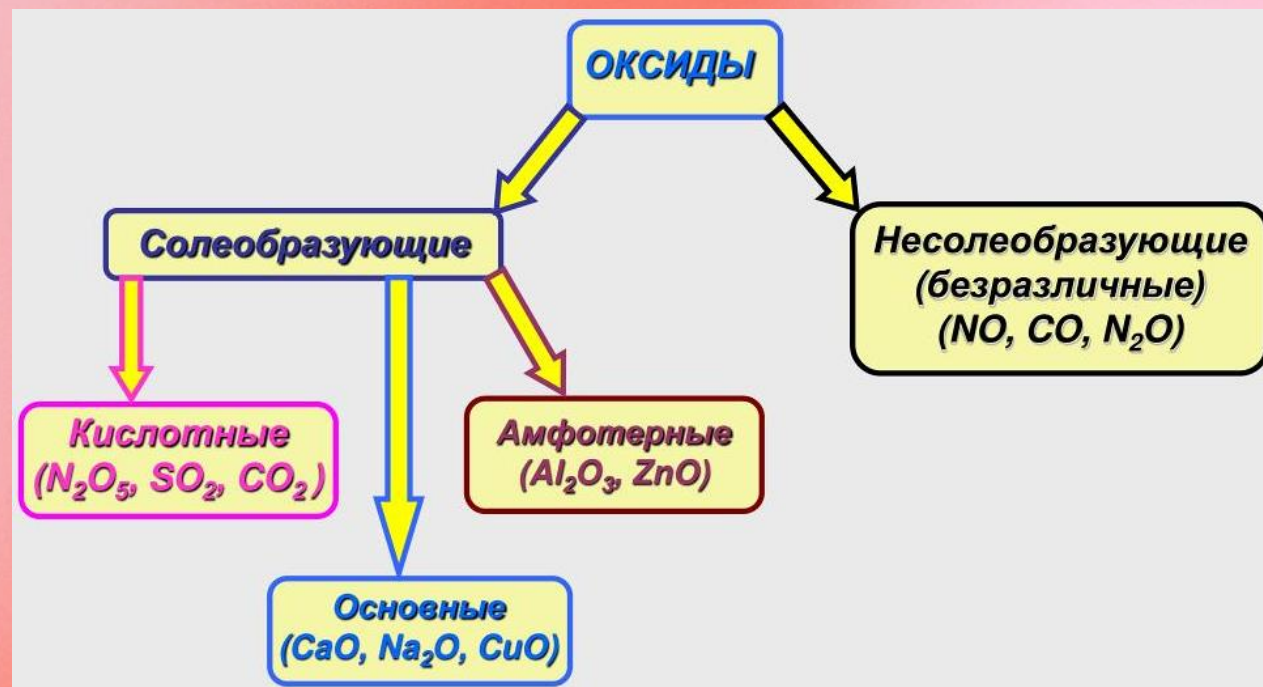 ОКСИДЫ
Солеобразующие
Несолеобразующие
(безразличные)
(NO, CO, N₂O)
Кислотные
(N₂O₅, SO₂, CO₂)
Амфотерные
(Al₂O₃, ZnO)
Основные
(CaO, Na₂O, CuO)